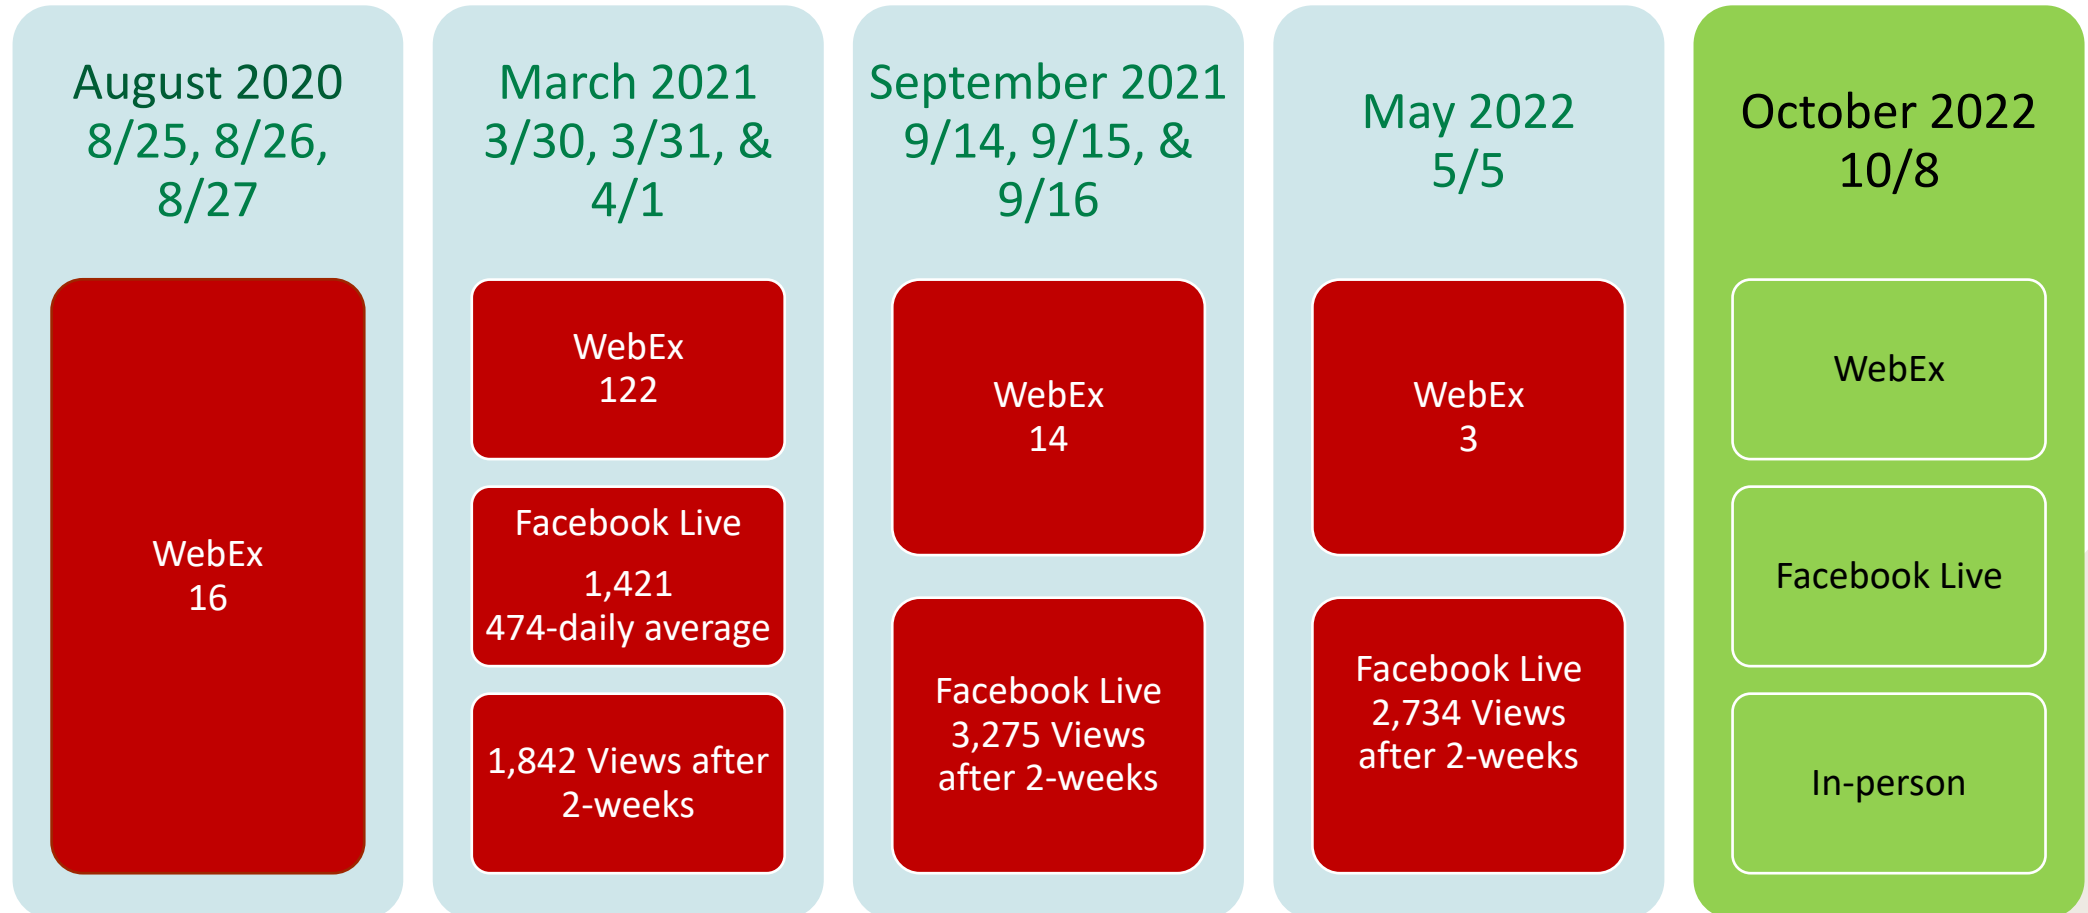 August 2020
8/25, 8/26,
8/27
WebEx
16
March 2021
3/30, 3/31, &
4/1
WebEx
122
Facebook Live
1,421
474-daily average
1,842 Views after
2-weeks
September 2021
9/14, 9/15, &
9/16
WebEx
14
Facebook Live
3,275 Views
after 2-weeks
May 2022
5/5
WebEx
3
Facebook Live
2,734 Views
after 2-weeks
October 2022
10/8
WebEx
Facebook Live
In-person